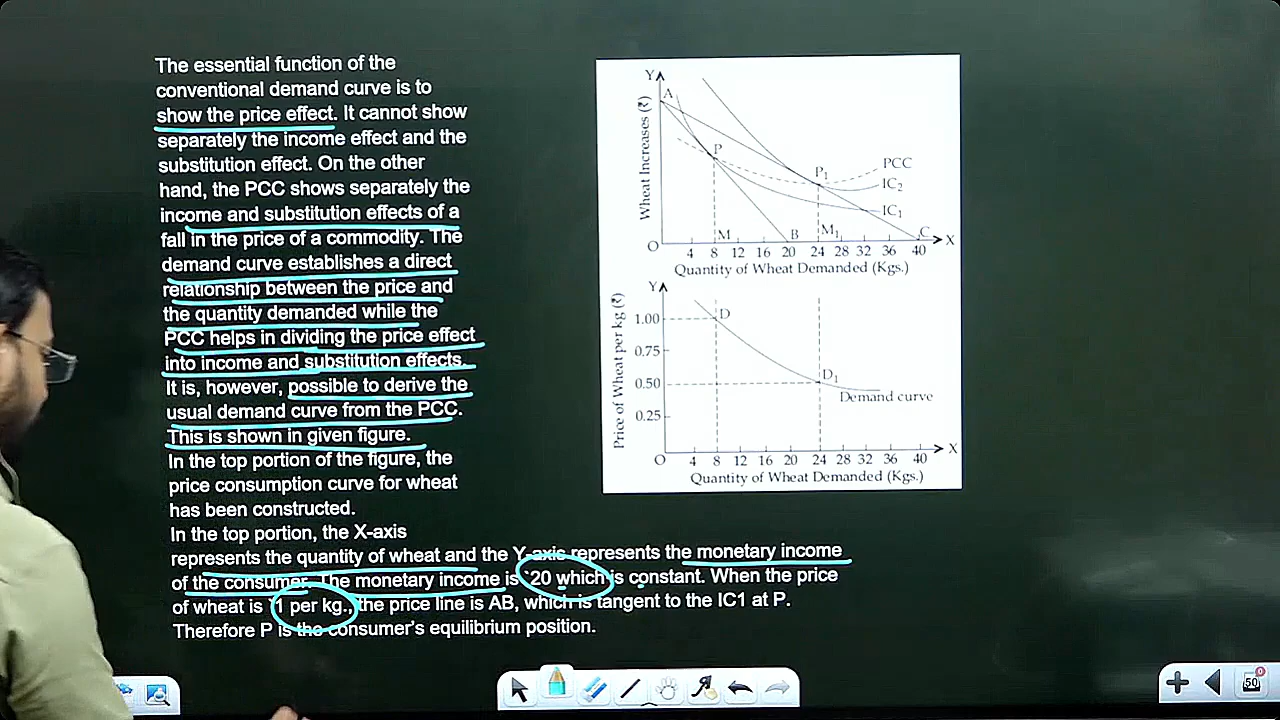 The essential function of the
conventional demand curve is to
show the price effect. It cannot show
separately the income effect and the
substitution effect. On the other
hand, the PCC shows separately the
income and substitution effects of a
fall in the price of a commodity. The
demand curve establishes a direct
relationship between the price and
the quantity demanded while the
PCC helps in dividing the price effect
into income and substitution effects.
It is, however, possible to derive the
usual demand curve from the PCC.
This is shown in given figure.
In the top portion of the figure, the
price consumption curve for wheat
has been constructed.
In the top portion, the X-axis
represents the quantity of wheat and the Y-axis represents the monetary income
of the consumer. The monetary income is `20 which is constant. When the price
of wheat is `1 per kg., the price line is AB, which is tangent to the IC1 at P.
Therefore P is the consumer's equilibrium position.
Y
A
Wheat Increases (₹)
P
P1
PCC
IC2
IC1
M
B
M1
C
X
O
4 8 12 16 20 24 28 32 36 40
Quantity of Wheat Demanded (Kgs.)
Y
Price of Wheat per kg (₹)
1.00
D
0.75
0.50
D1
Demand curve
0.25
O
X
4 8 12 16 20 24 28 32 36 40
Quantity of Wheat Demanded (Kgs.)
50